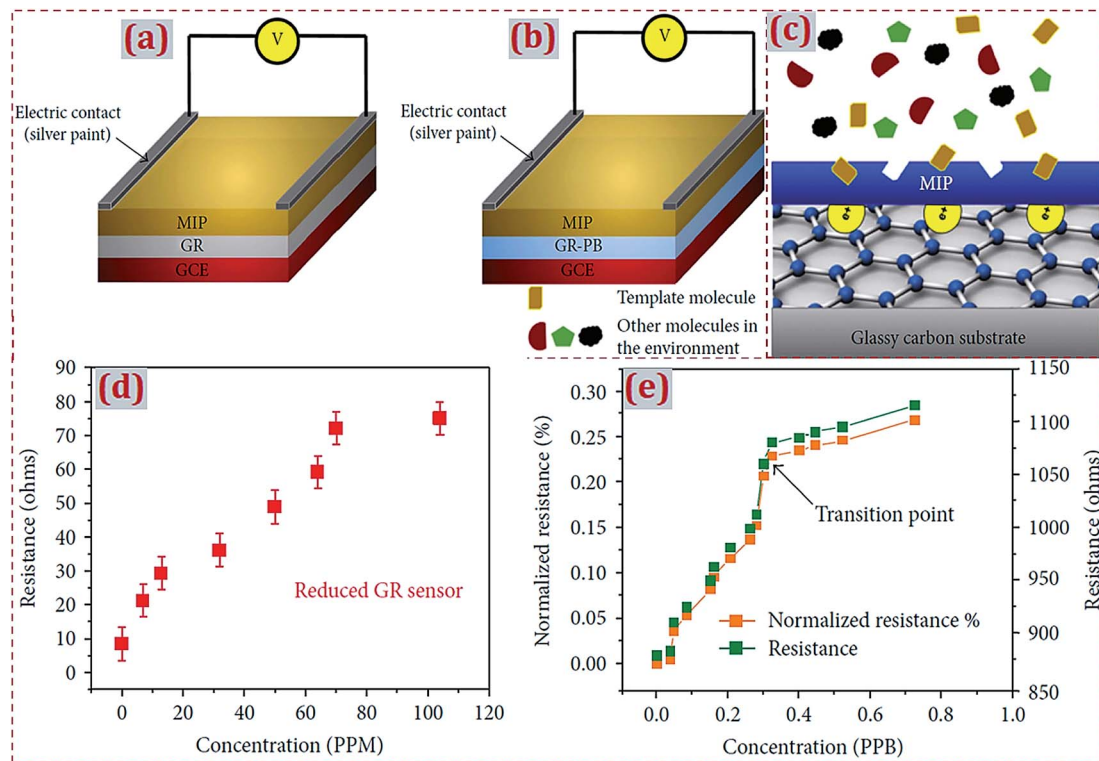 (a)
V
Electric contact
(silver paint)
MIP
GR
GCE
(b)
V
Electric contact
(silver paint)
MIP
GR-PB
GCE
Template molecule
Other molecules in
the environment
(c)
MIP
e+
e+
e+
Glassy carbon substrate
(d)
Resistance (ohms)
90
80
70
60
50
40
30
20
10
0
Reduced GR sensor
0 20 40 60 80 100 120
Concentration (PPM)
(e)
Normalized resistance (%)
0.30
0.25
0.20
0.15
0.10
0.05
0.00
Transition point
Normalized resistance %
Resistance
0.0 0.2 0.4 0.6 0.8 1.0
Concentration (PPB)
1150
1100
1050
1000
950
900
850
Resistance (ohms)